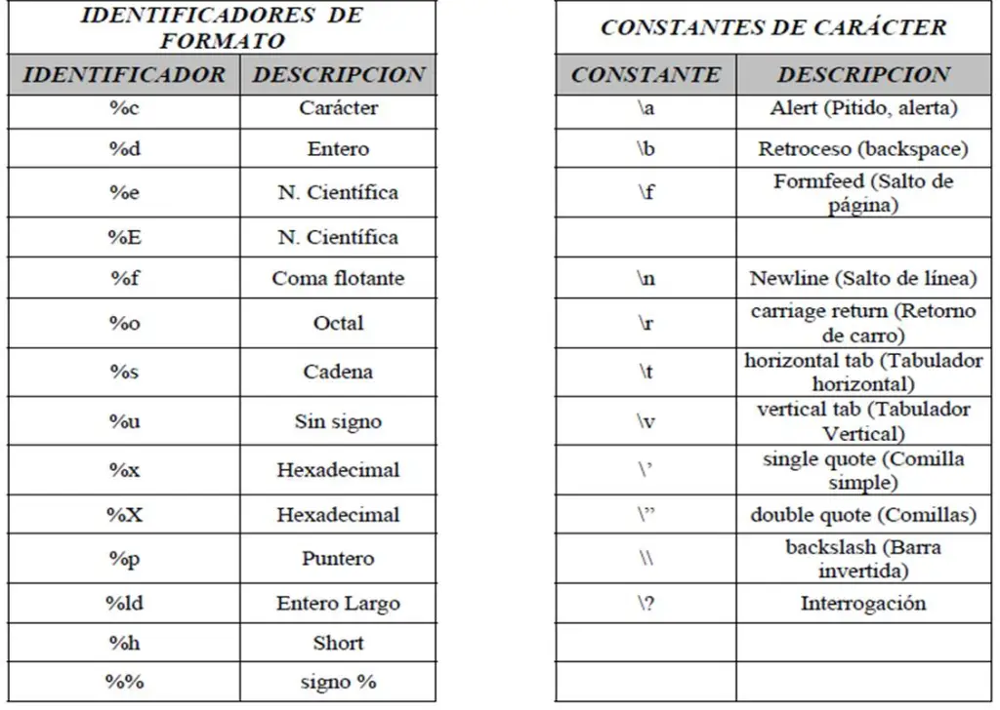 IDENTIFICADORES DE
FORMATO
IDENTIFICADOR DESCRIPCION
%c Carácter
%d Entero
%e N. Científica
%E N. Científica
%f Coma flotante
%o Octal
%s Cadena
%u Sin signo
%x Hexadecimal
%X Hexadecimal
%p Puntero
%ld Entero Largo
%h Short
%% signo %
CONSTANTES DE CARÁCTER
CONSTANTE DESCRIPCION
\a Alert (Pitido, alerta)
\b Retroceso (backspace)
\f Formfeed (Salto de
página)
\n Newline (Salto de línea)
\r carriage return (Retorno
de carro)
\t horizontal tab (Tabulador
horizontal)
\v vertical tab (Tabulador
Vertical)
\’ single quote (Comilla
simple)
\” double quote (Comillas)
\\ backslash (Barra
invertida)
\? Interrogación